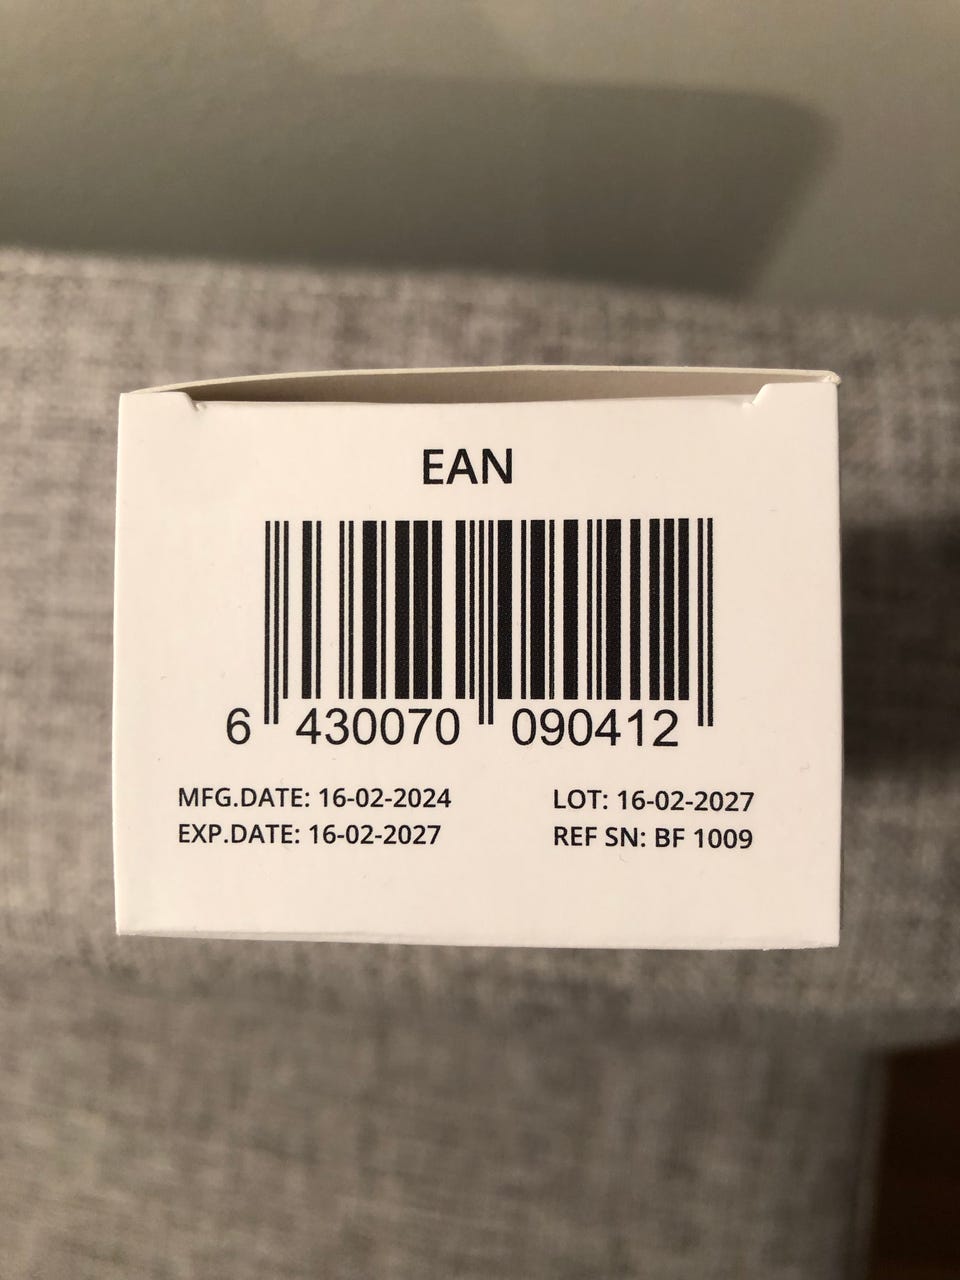 EAN
6 430070 090412
MFG.DATE: 16-02-2024
EXP.DATE: 16-02-2027
LOT: 16-02-2027
REF SN: BF 1009